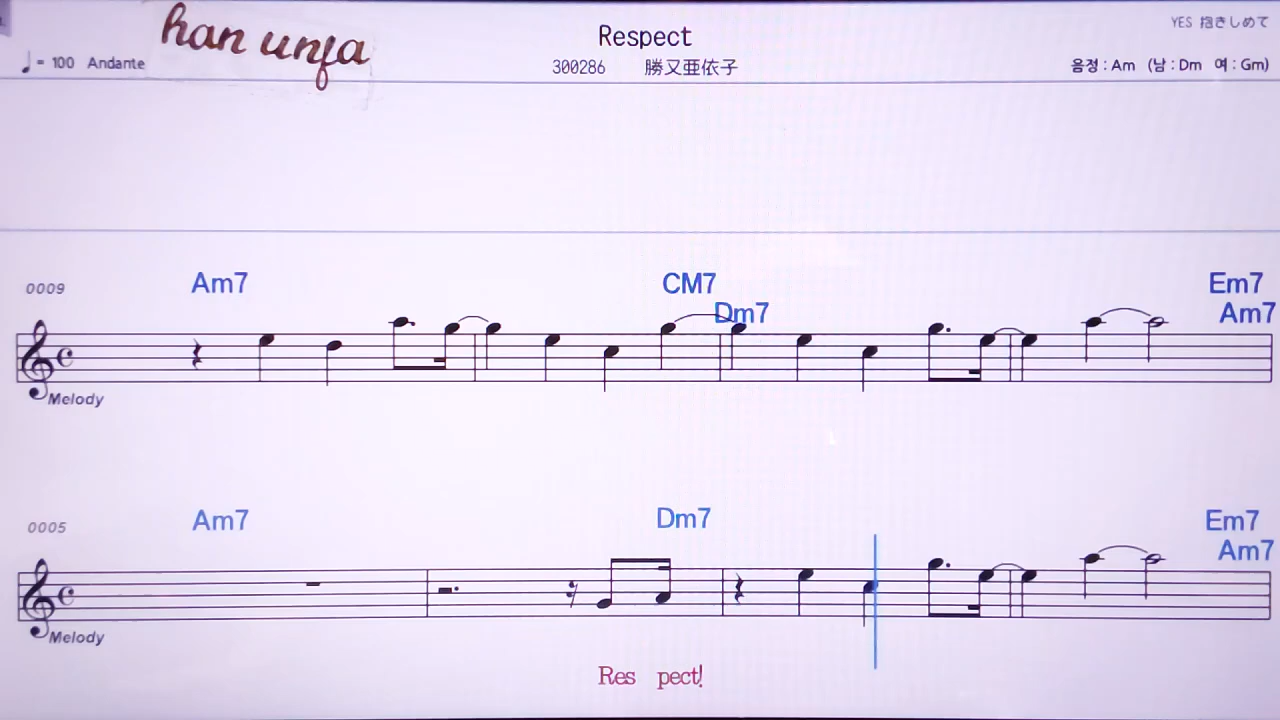 han unja
Respect
YES 抱きしめて
♩= 100 Andante
300286 勝又亜依子
음정 : Am (남 : Dm 여 : Gm)
0009 Am7 CM7 Em7
Dm7 Am7
Melody
0005 Am7 Dm7 Em7
Am7
Melody
Res pect!